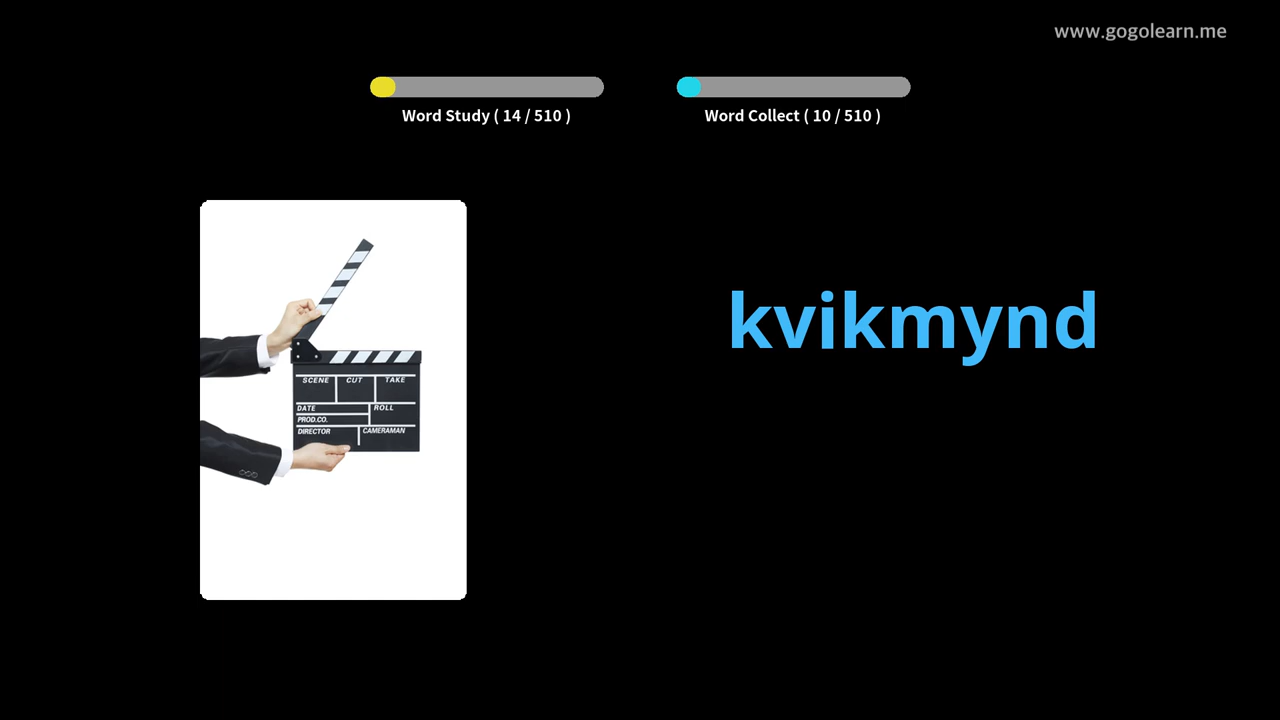 www.gogolearn.me
Word Study ( 14 / 510 )
Word Collect ( 10 / 510 )
kvikmynd
SCENE CUT TAKE
DATE ROLL
PROD.CO.
DIRECTOR CAMERAMAN